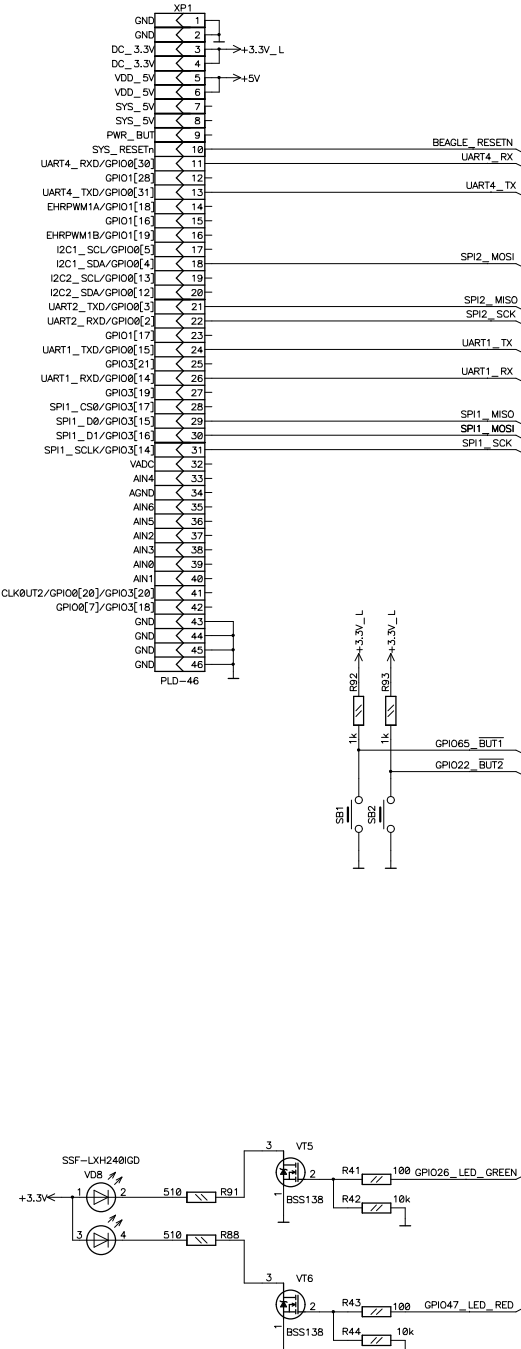 XP1
GND 1
GND 2
DC_3.3V 3 +3.3V_L
DC_3.3V 4
VDD_5V 5 +5V
VDD_5V 6
SYS_5V 7
SYS_5V 8
PWR_BUT 9
SYS_RESETn 10 BEAGLE_RESETN
UART4_RXD/GPIO0[30] 11 UART4_RX
GPIO1[28] 12
UART4_TXD/GPIO0[31] 13 UART4_TX
EHRPWM1A/GPIO1[18] 14
GPIO1[16] 15
EHRPWM1B/GPIO1[19] 16
I2C1_SCL/GPIO0[5] 17
I2C1_SDA/GPIO0[4] 18 SPI2_MOSI
I2C2_SCL/GPIO0[13] 19
I2C2_SDA/GPIO0[12] 20
UART2_TXD/GPIO0[3] 21 SPI2_MISO
UART2_RXD/GPIO0[2] 22 SPI2_SCK
GPIO1[17] 23
UART1_TXD/GPIO0[15] 24 UART1_TX
GPIO3[21] 25
UART1_RXD/GPIO0[14] 26 UART1_RX
GPIO3[19] 27
SPI1_CS0/GPIO3[17] 28
SPI1_D0/GPIO3[15] 29 SPI1_MISO
SPI1_D1/GPIO3[16] 30 SPI1_MOSI
SPI1_SCLK/GPIO3[14] 31 SPI1_SCK
VADC 32
AIN4 33
AGND 34
AIN6 35
AIN5 36
AIN2 37
AIN3 38
AIN0 39
AIN1 40
CLK0UT2/GPIO0[20]/GPIO3[20] 41
GPIO0[7]/GPIO3[18] 42
GND 43
GND 44
GND 45
GND 46
PLD-46
+3.3V_L +3.3V_L
R92 R93
1k 1k
GPIO65_BUT1
GPIO22_BUT2
SB1 SB2
SSF-LXH240IGD
VD8
+3.3V 1 2 510 R91
3 4 510 R88
3 VT5
2 R41 100 GPIO26_LED_GREEN
1 BSS138 R42 10k
3 VT6
2 R43 100 GPIO47_LED_RED
1 BSS138 R44 10k